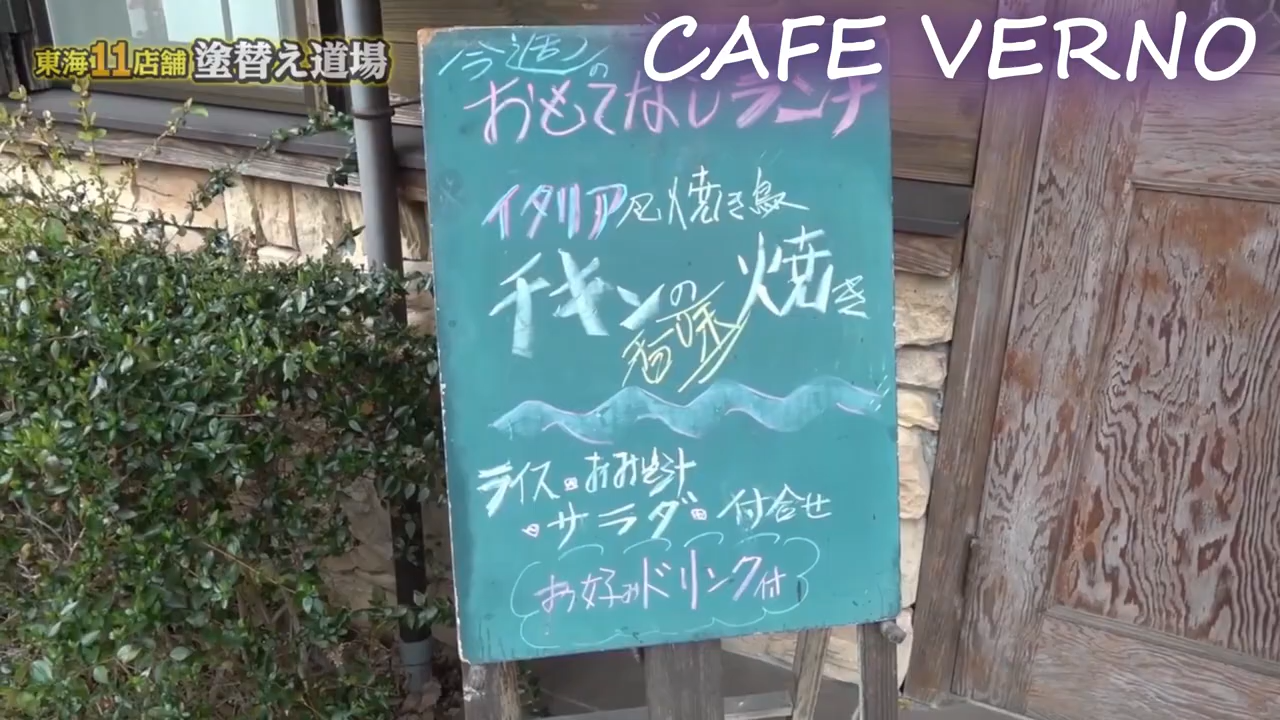 東海11店舗 塗替え道場
CAFE VERNO
今週の
おもてなしランチ
イタリア風焼き鳥
チキンの香味焼き
ライス・おみそ汁
・サラダ・付合せ
お好みドリンク付